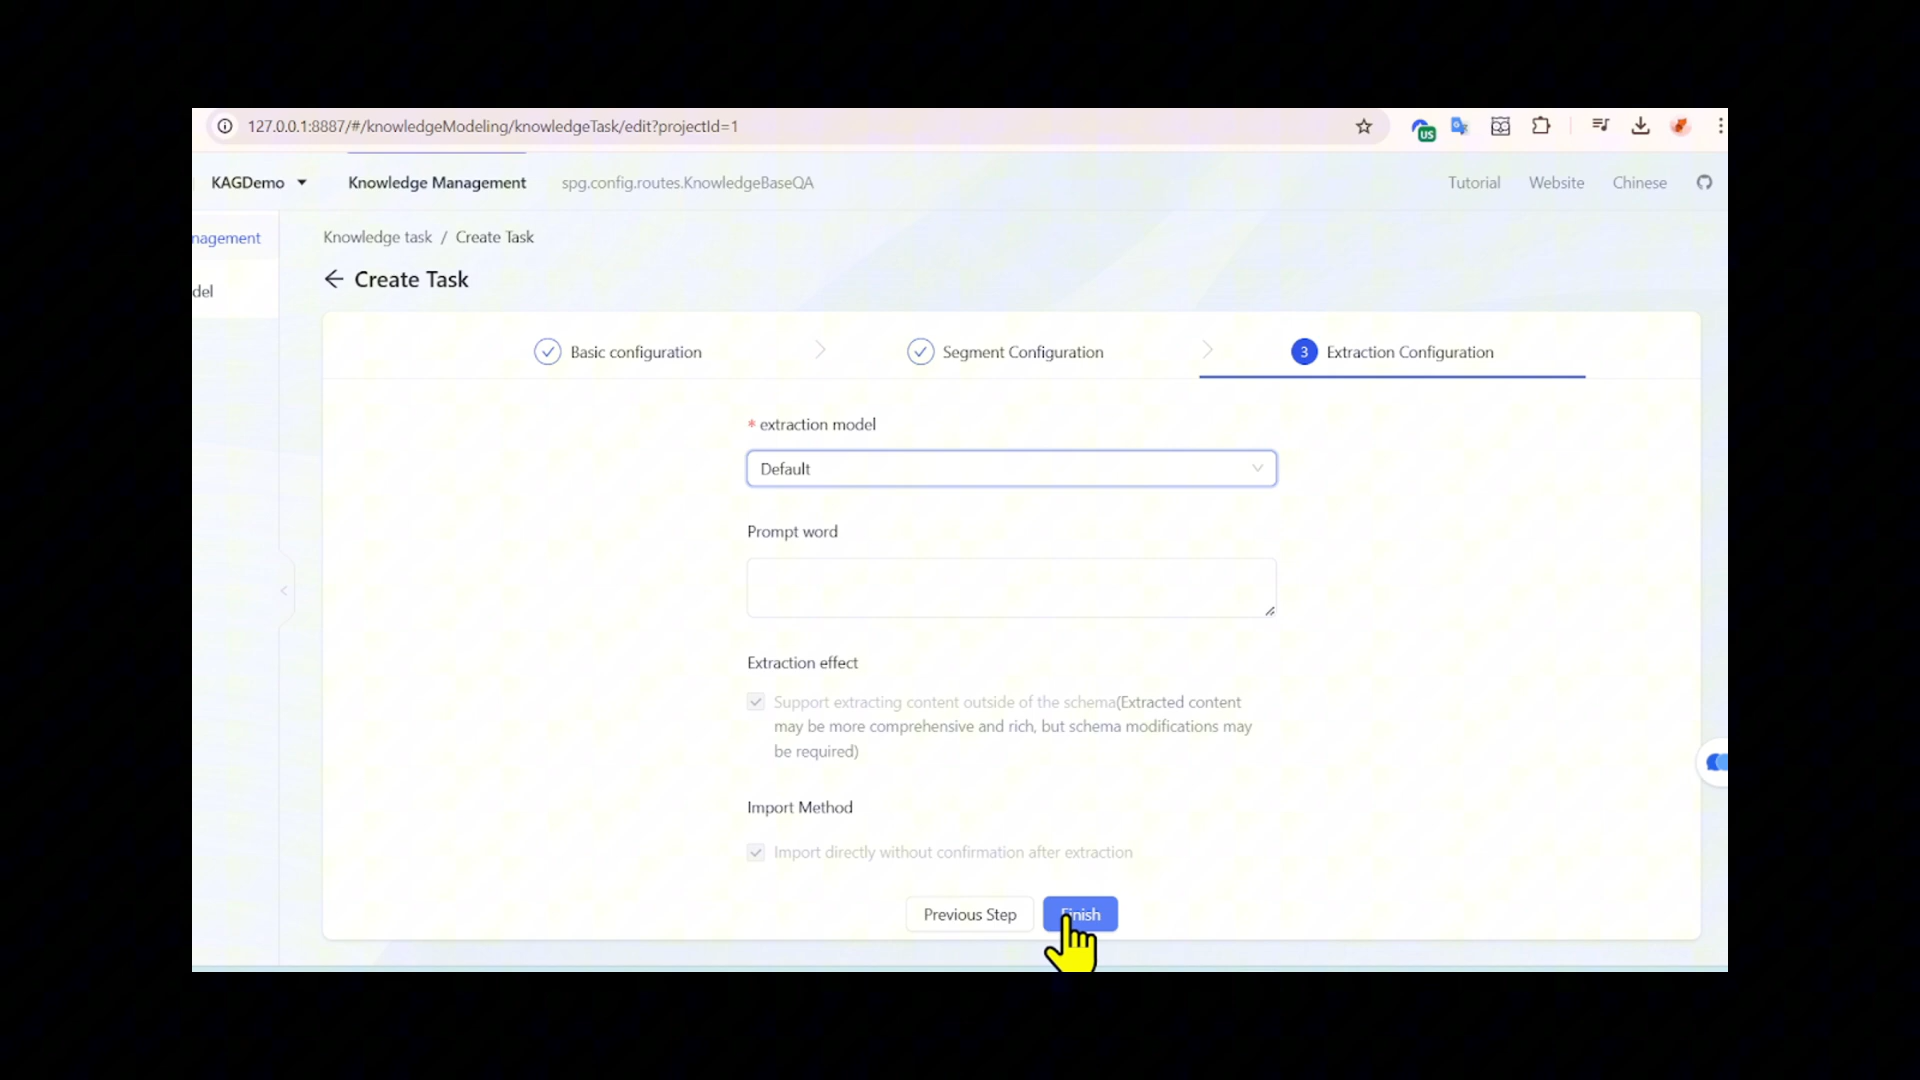 127.0.0.1:8887/#/knowledgeModeling/knowledgeTask/edit?projectId=1
US
KAGDemo Knowledge Management spg.config.routes.KnowledgeBaseQA Tutorial Website Chinese
nagement
del
Knowledge task / Create Task
Create Task
Basic configuration Segment Configuration 3 Extraction Configuration
* extraction model
Default
Prompt word
Extraction effect
Support extracting content outside of the schema(Extracted content
may be more comprehensive and rich, but schema modifications may
be required)
Import Method
Import directly without confirmation after extraction
Previous Step Finish